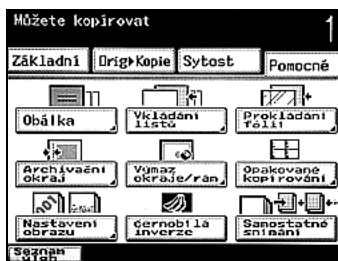 Můžete kopírovat 1
Základní Orig▸Kopie Sytost Pomocné
Obálka
Vkládání
listů
Prokládání
fólií
Archivační
okraj
Výmaz
okraje/rám.
Opakované
kopírování
Nastavení
obrazu
černobílá
inverze
Samostatné
snímání
Seznam
úloh